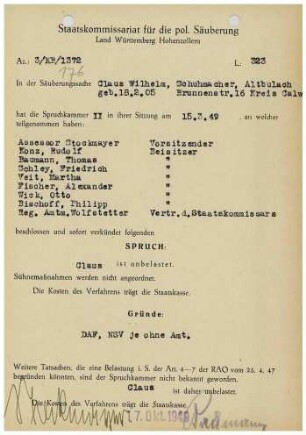 Staatskommissariat für die pol. Säuberung
Land Württemberg Hohenzollern
Az.: 3/KB/1372 L: 323
176
In der Säuberungssache Claus Wilhelm, Schuhmacher, Altbulach
geb.18.2.05 Brunnenstr.16 Kreis Calw
hat die Spruchkammer II in ihrer Sitzung am 15.3.49 , an welcher
teilgenommen haben:
Assessor Stockmayer Vorsitzender
Konz, Rudolf Beisitzer
Baumann, Thomas "
Schley, Friedrich "
Veit, Martha "
Fischer, Alexander "
Wick, Otto "
Bischoff, Philipp "
Reg. Amtm.Wolfstetter Vertr.d.Staatskommissars
beschlossen und sofort verkündet folgenden
SPRUCH:
Claus ist unbelastet.
Sühnemaßnahmen werden nicht angeordnet.
Die Kosten des Verfahrens trägt die Staatskasse.
Gründe:
DAF, NSV je ohne Amt.
Weitere Tatsachen, die eine Belastung i. S. der Art. 4—7 der RAO vom 25. 4. 47
begründen könnten, sind der Spruchkammer nicht bekannt geworden.
Claus ist daher unbelastet.
Die Kosten des Verfahrens trägt die Staatskasse.